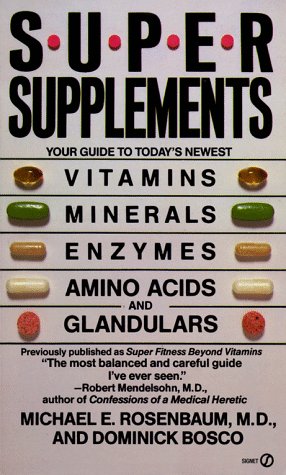 S·U·P·E·R
SUPPLEMENTS
YOUR GUIDE TO TODAY'S NEWEST
VITAMINS
MINERALS
ENZYMES
AMINO ACIDS
AND
GLANDULARS
Previously published as Super Fitness Beyond Vitamins
"The most balanced and careful guide
I've ever seen."
—Robert Mendelsohn, M.D.,
author of Confessions of a Medical Heretic
MICHAEL E. ROSENBAUM, M.D.,
AND DOMINICK BOSCO
SIGNET